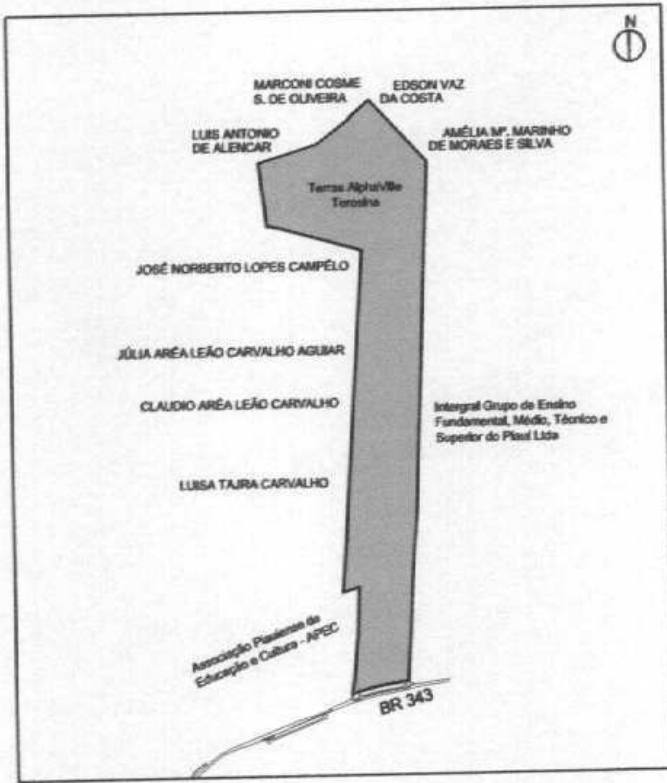 N
MARCONI COSME
S. DE OLIVEIRA
EDSON VAZ
DA COSTA
LUIS ANTONIO
DE ALENCAR
AMÉLIA Mª. MARINHO
DE MORAES E SILVA
Terras AlphaVille
Teresina
JOSÉ NORBERTO LOPES CAMPÊLO
JÚLIA ARÊA LEÃO CARVALHO AGUIAR
CLAUDIO ARÊA LEÃO CARVALHO
Intergral Grupo de Ensino
Fundamental, Médio, Técnico e
Superior do Piauí Ltda
LUISA TAJRA CARVALHO
Associação Piauiense de
Educação e Cultura - APEC
BR 343